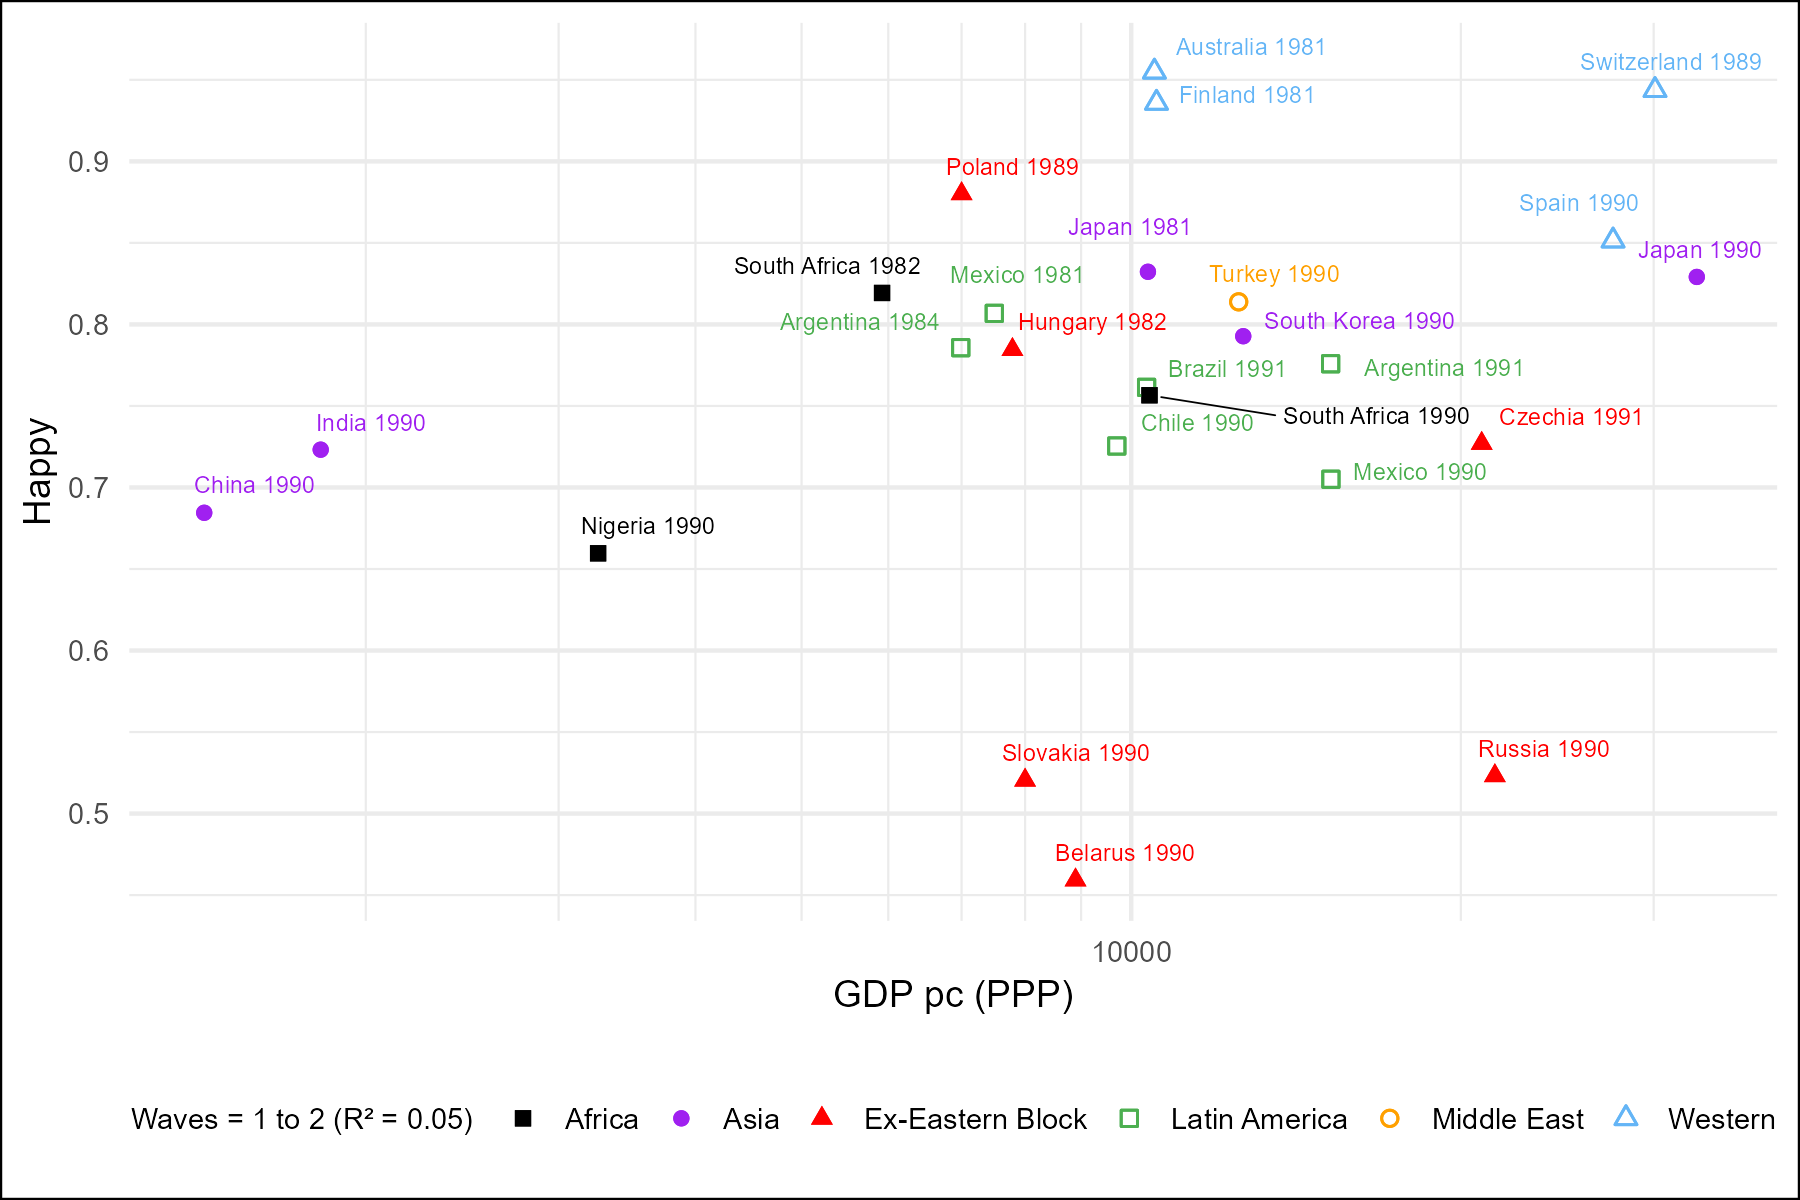 Australia 1981
Switzerland 1989
Finland 1981
0.9
Poland 1989
Spain 1990
Japan 1981
Japan 1990
South Africa 1982
Mexico 1981
Turkey 1990
0.8
Argentina 1984
Hungary 1982
South Korea 1990
Brazil 1991
Argentina 1991
India 1990
Chile 1990
South Africa 1990
Czechia 1991
Happy
0.7
China 1990
Mexico 1990
Nigeria 1990
0.6
Slovakia 1990
Russia 1990
0.5
Belarus 1990
10000
GDP pc (PPP)
Waves = 1 to 2 (R² = 0.05) Africa Asia Ex-Eastern Block Latin America Middle East Western